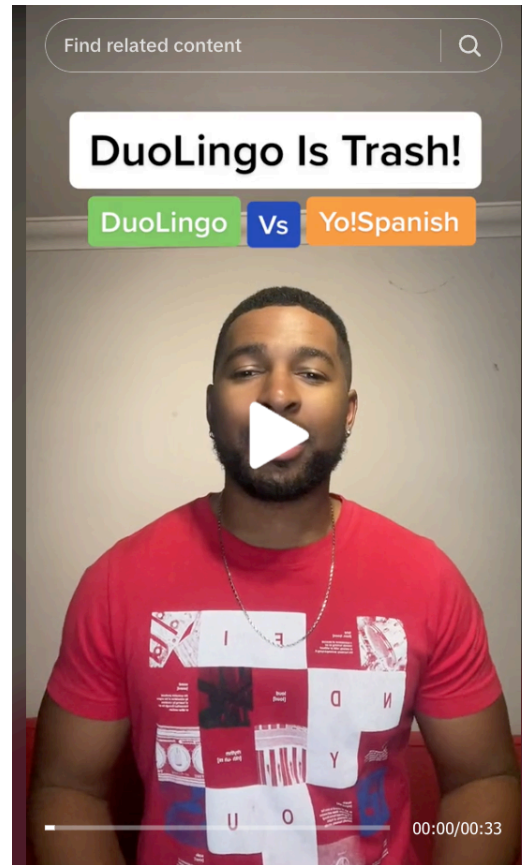 Find related content
DuoLingo Is Trash!
DuoLingo Vs Yo!Spanish
I E
D N
Y
U O
00:00/00:33